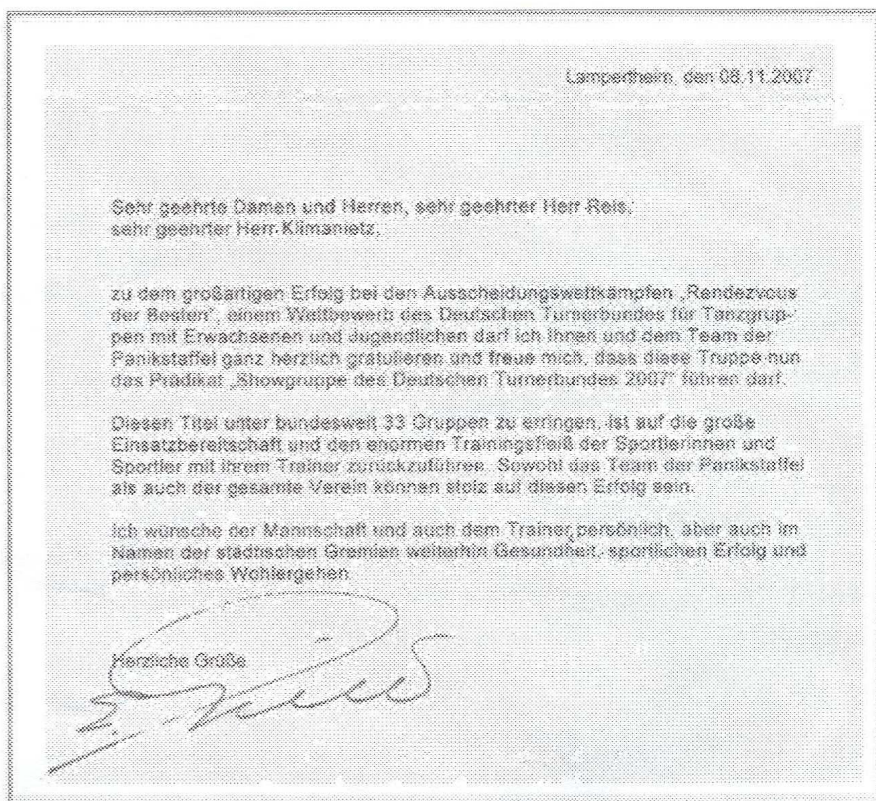 Lampertheim, den 08.11.2007
Sehr geehrte Damen und Herren, sehr geehrter Herr Reis,
sehr geehrter Herr Klimanietz,
zu dem großartigen Erfolg bei den Ausscheidungswettkämpfen „Rendezvous
der Besten“, einem Wettbewerb des Deutschen Turnerbundes für Tanzgrup-
pen mit Erwachsenen und Jugendlichen darf ich Ihnen und dem Team der
Panikstaffel ganz herzlich gratulieren und freue mich, dass diese Truppe nun
das Prädikat „Showgruppe des Deutschen Turnerbundes 2007“ führen darf.
Diesen Titel unter bundesweit 33 Gruppen zu erringen, ist auf die große
Einsatzbereitschaft und den enormen Trainingsfleiß der Sportlerinnen und
Sportler mit ihrem Trainer zurückzuführen. Sowohl das Team der Panikstaffel
als auch der gesamte Verein können stolz auf diesen Erfolg sein.
Ich wünsche der Mannschaft und auch dem Trainer persönlich, aber auch im
Namen der städtischen Gremien weiterhin Gesundheit, sportlichen Erfolg und
persönliches Wohlergehen
Herzliche Grüße